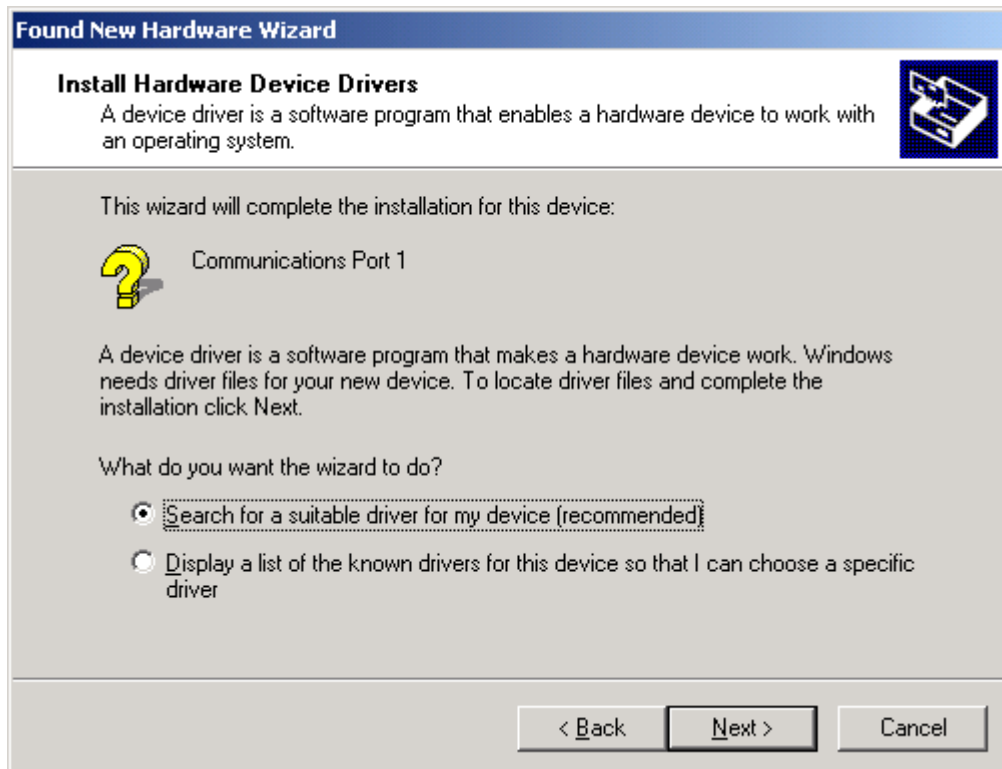 Found New Hardware Wizard
Install Hardware Device Drivers
A device driver is a software program that enables a hardware device to work with
an operating system.
This wizard will complete the installation for this device:
Communications Port 1
A device driver is a software program that makes a hardware device work. Windows
needs driver files for your new device. To locate driver files and complete the
installation click Next.
What do you want the wizard to do?
Search for a suitable driver for my device (recommended)
Display a list of the known drivers for this device so that I can choose a specific
driver
< Back Next > Cancel